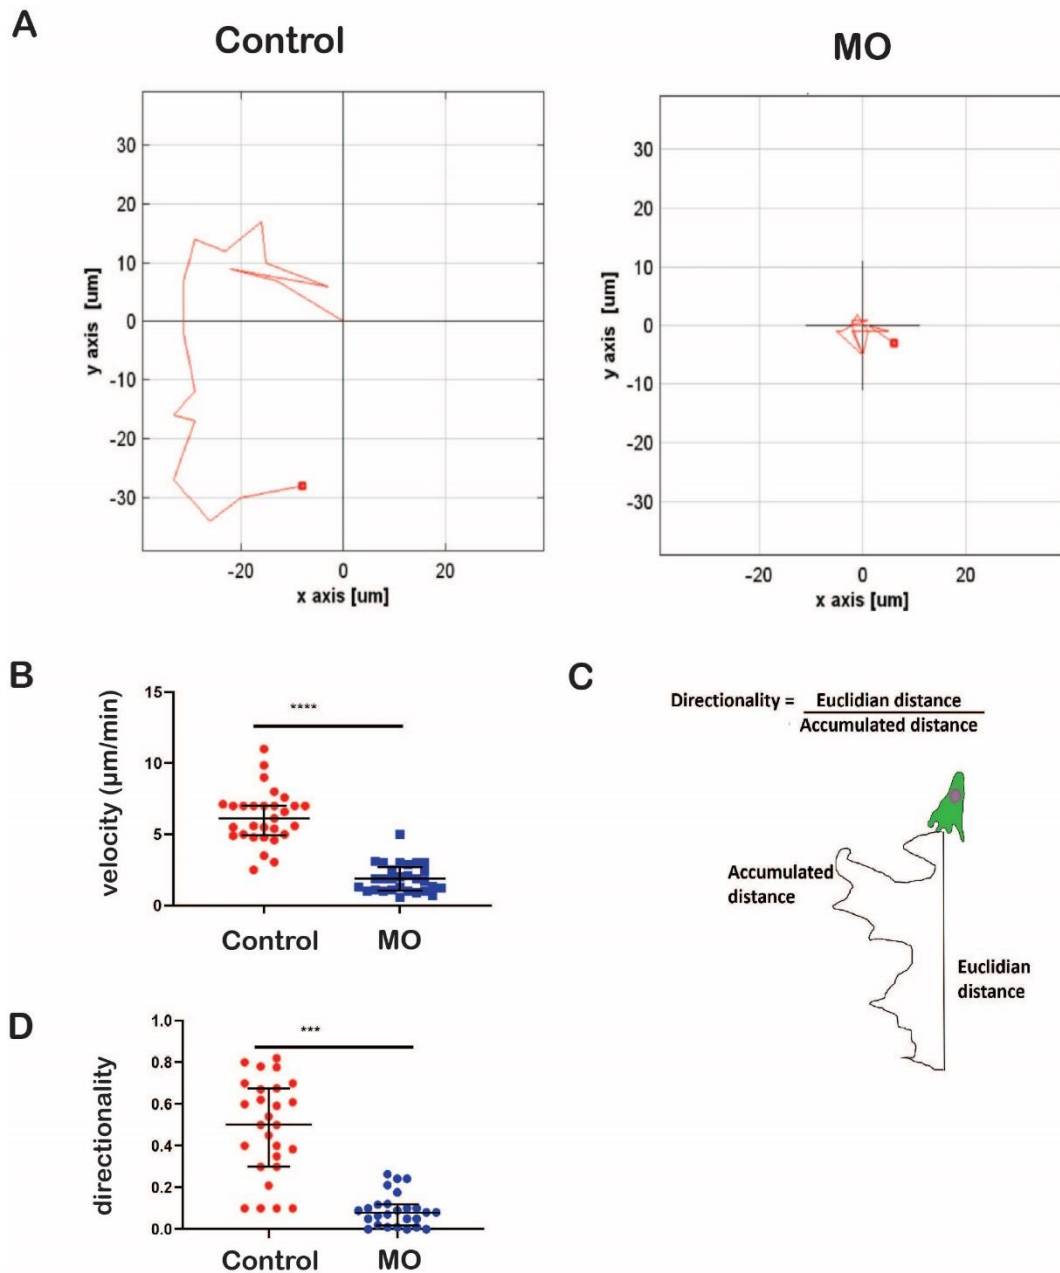 A
Control
MO
30
20
10
0
-10
-20
-30
y axis [um]
-20
0
20
x axis [um]
30
20
10
0
-10
-20
-30
y axis [um]
-20
0
20
x axis [um]
B
velocity (µm/min)
15
10
5
0
****
Control
MO
C
Directionality = Euclidian distance
Accumulated distance
Accumulated
distance
Euclidian
distance
D
directionality
1.0
0.8
0.6
0.4
0.2
0.0
***
Control
MO